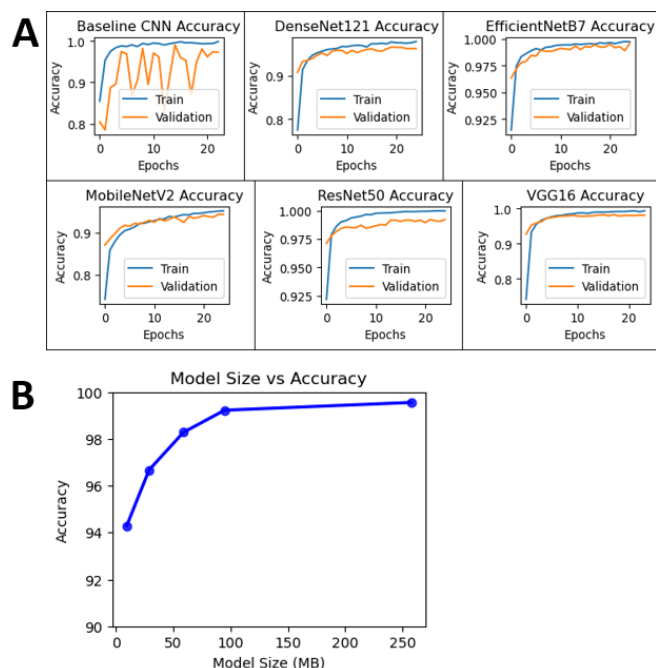 A
Baseline CNN Accuracy
Accuracy
1.0
0.9
0.8
Train
Validation
0
10
20
Epochs
DenseNet121 Accuracy
Accuracy
0.9
0.8
Train
Validation
0
10
20
Epochs
EfficientNetB7 Accuracy
Accuracy
1.000
0.975
0.950
0.925
Train
Validation
0
10
20
Epochs
MobileNetV2 Accuracy
Accuracy
0.9
0.8
Train
Validation
0
20
Epochs
ResNet50 Accuracy
Accuracy
1.000
0.975
0.950
0.925
Train
Validation
0
20
Epochs
VGG16 Accuracy
Accuracy
1.0
0.9
0.8
Train
Validation
0
10
20
Epochs
B
Model Size vs Accuracy
Accuracy
100
98
96
94
92
90
0
50
100
150
200
250
Model Size (MB)